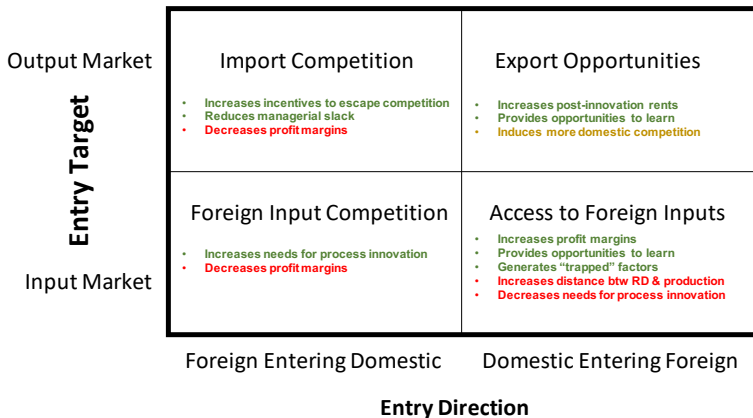 Entry Target
Output Market
Import Competition
• Increases incentives to escape competition
• Reduces managerial slack
• Decreases profit margins
Export Opportunities
• Increases post-innovation rents
• Provides opportunities to learn
• Induces more domestic competition
Input Market
Foreign Input Competition
• Increases needs for process innovation
• Decreases profit margins
Access to Foreign Inputs
• Increases profit margins
• Provides opportunities to learn
• Generates “trapped” factors
• Increases distance btw RD & production
• Decreases needs for process innovation
Foreign Entering Domestic
Domestic Entering Foreign
Entry Direction